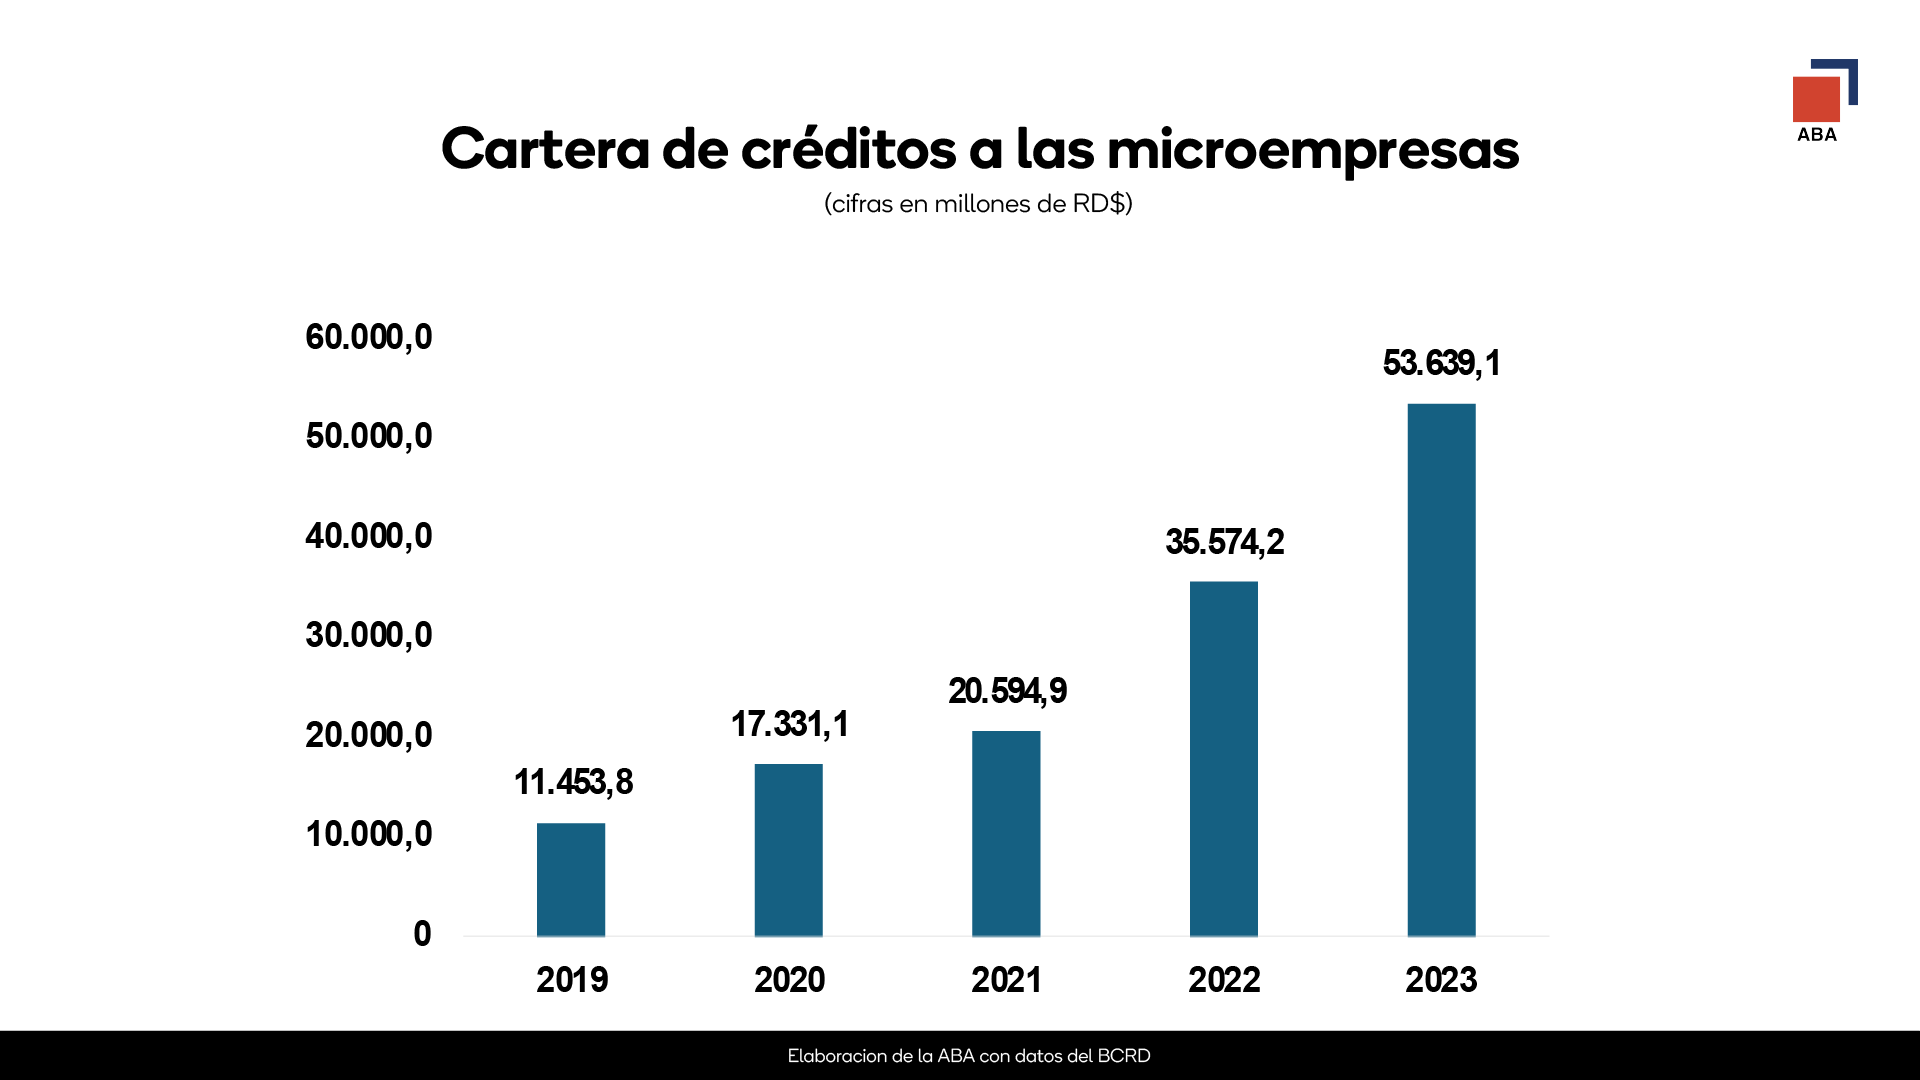 ABA
Cartera de créditos a las microempresas
(cifras en millones de RD$)
60.000,0
50.000,0
40.000,0
30.000,0
20.000,0
10.000,0
0
11.453,8
17.331,1
20.594,9
35.574,2
53.639,1
2019 2020 2021 2022 2023
Elaboracion de la ABA con datos del BCRD